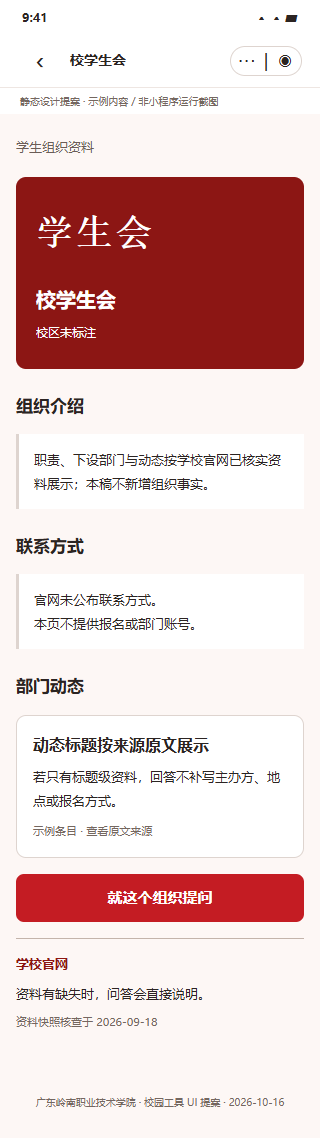 9:41
校学生会
静态设计提案 · 示例内容 / 非小程序运行截图
学生组织资料
学生会
校学生会
校区未标注
组织介绍
职责、下设部门与动态按学校官网已核实资
料展示；本稿不新增组织事实。
联系方式
官网未公布联系方式。
本页不提供报名或部门账号。
部门动态
动态标题按来源原文展示
若只有标题级资料，回答不补写主办方、地
点或报名方式。
示例条目 · 查看原文来源
就这个组织提问
学校官网
资料有缺失时，问答会直接说明。
资料快照核查于 2026-09-18
广东岭南职业技术学院 · 校园工具 UI 提案 · 2026-10-16